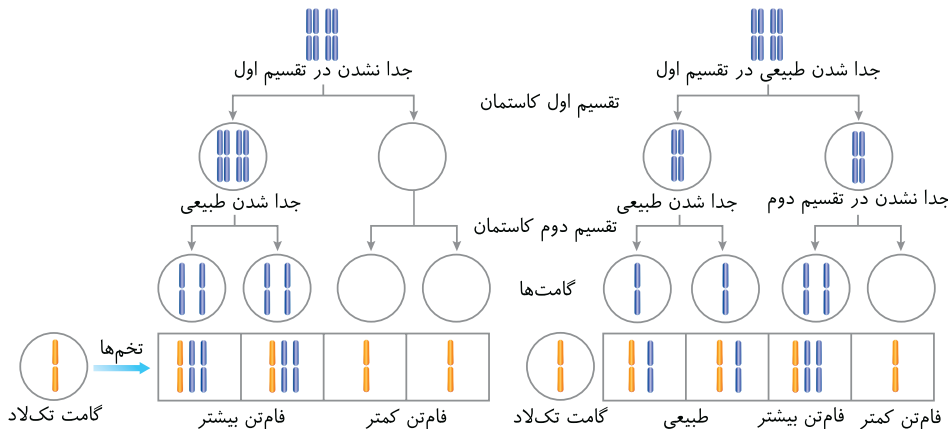 جدا شدن طبیعی در تقسیم اول
جدا نشدن در تقسیم اول
تقسیم اول کاستمان
جدا نشدن در تقسیم دوم
جدا شدن طبیعی
جدا شدن طبیعی
تقسیم دوم کاستمان
گامت‌ها
تخم‌ها
فام‌تن کمتر
فام‌تن بیشتر
طبیعی
گامت تک‌لاد
فام‌تن کمتر
فام‌تن بیشتر
گامت تک‌لاد